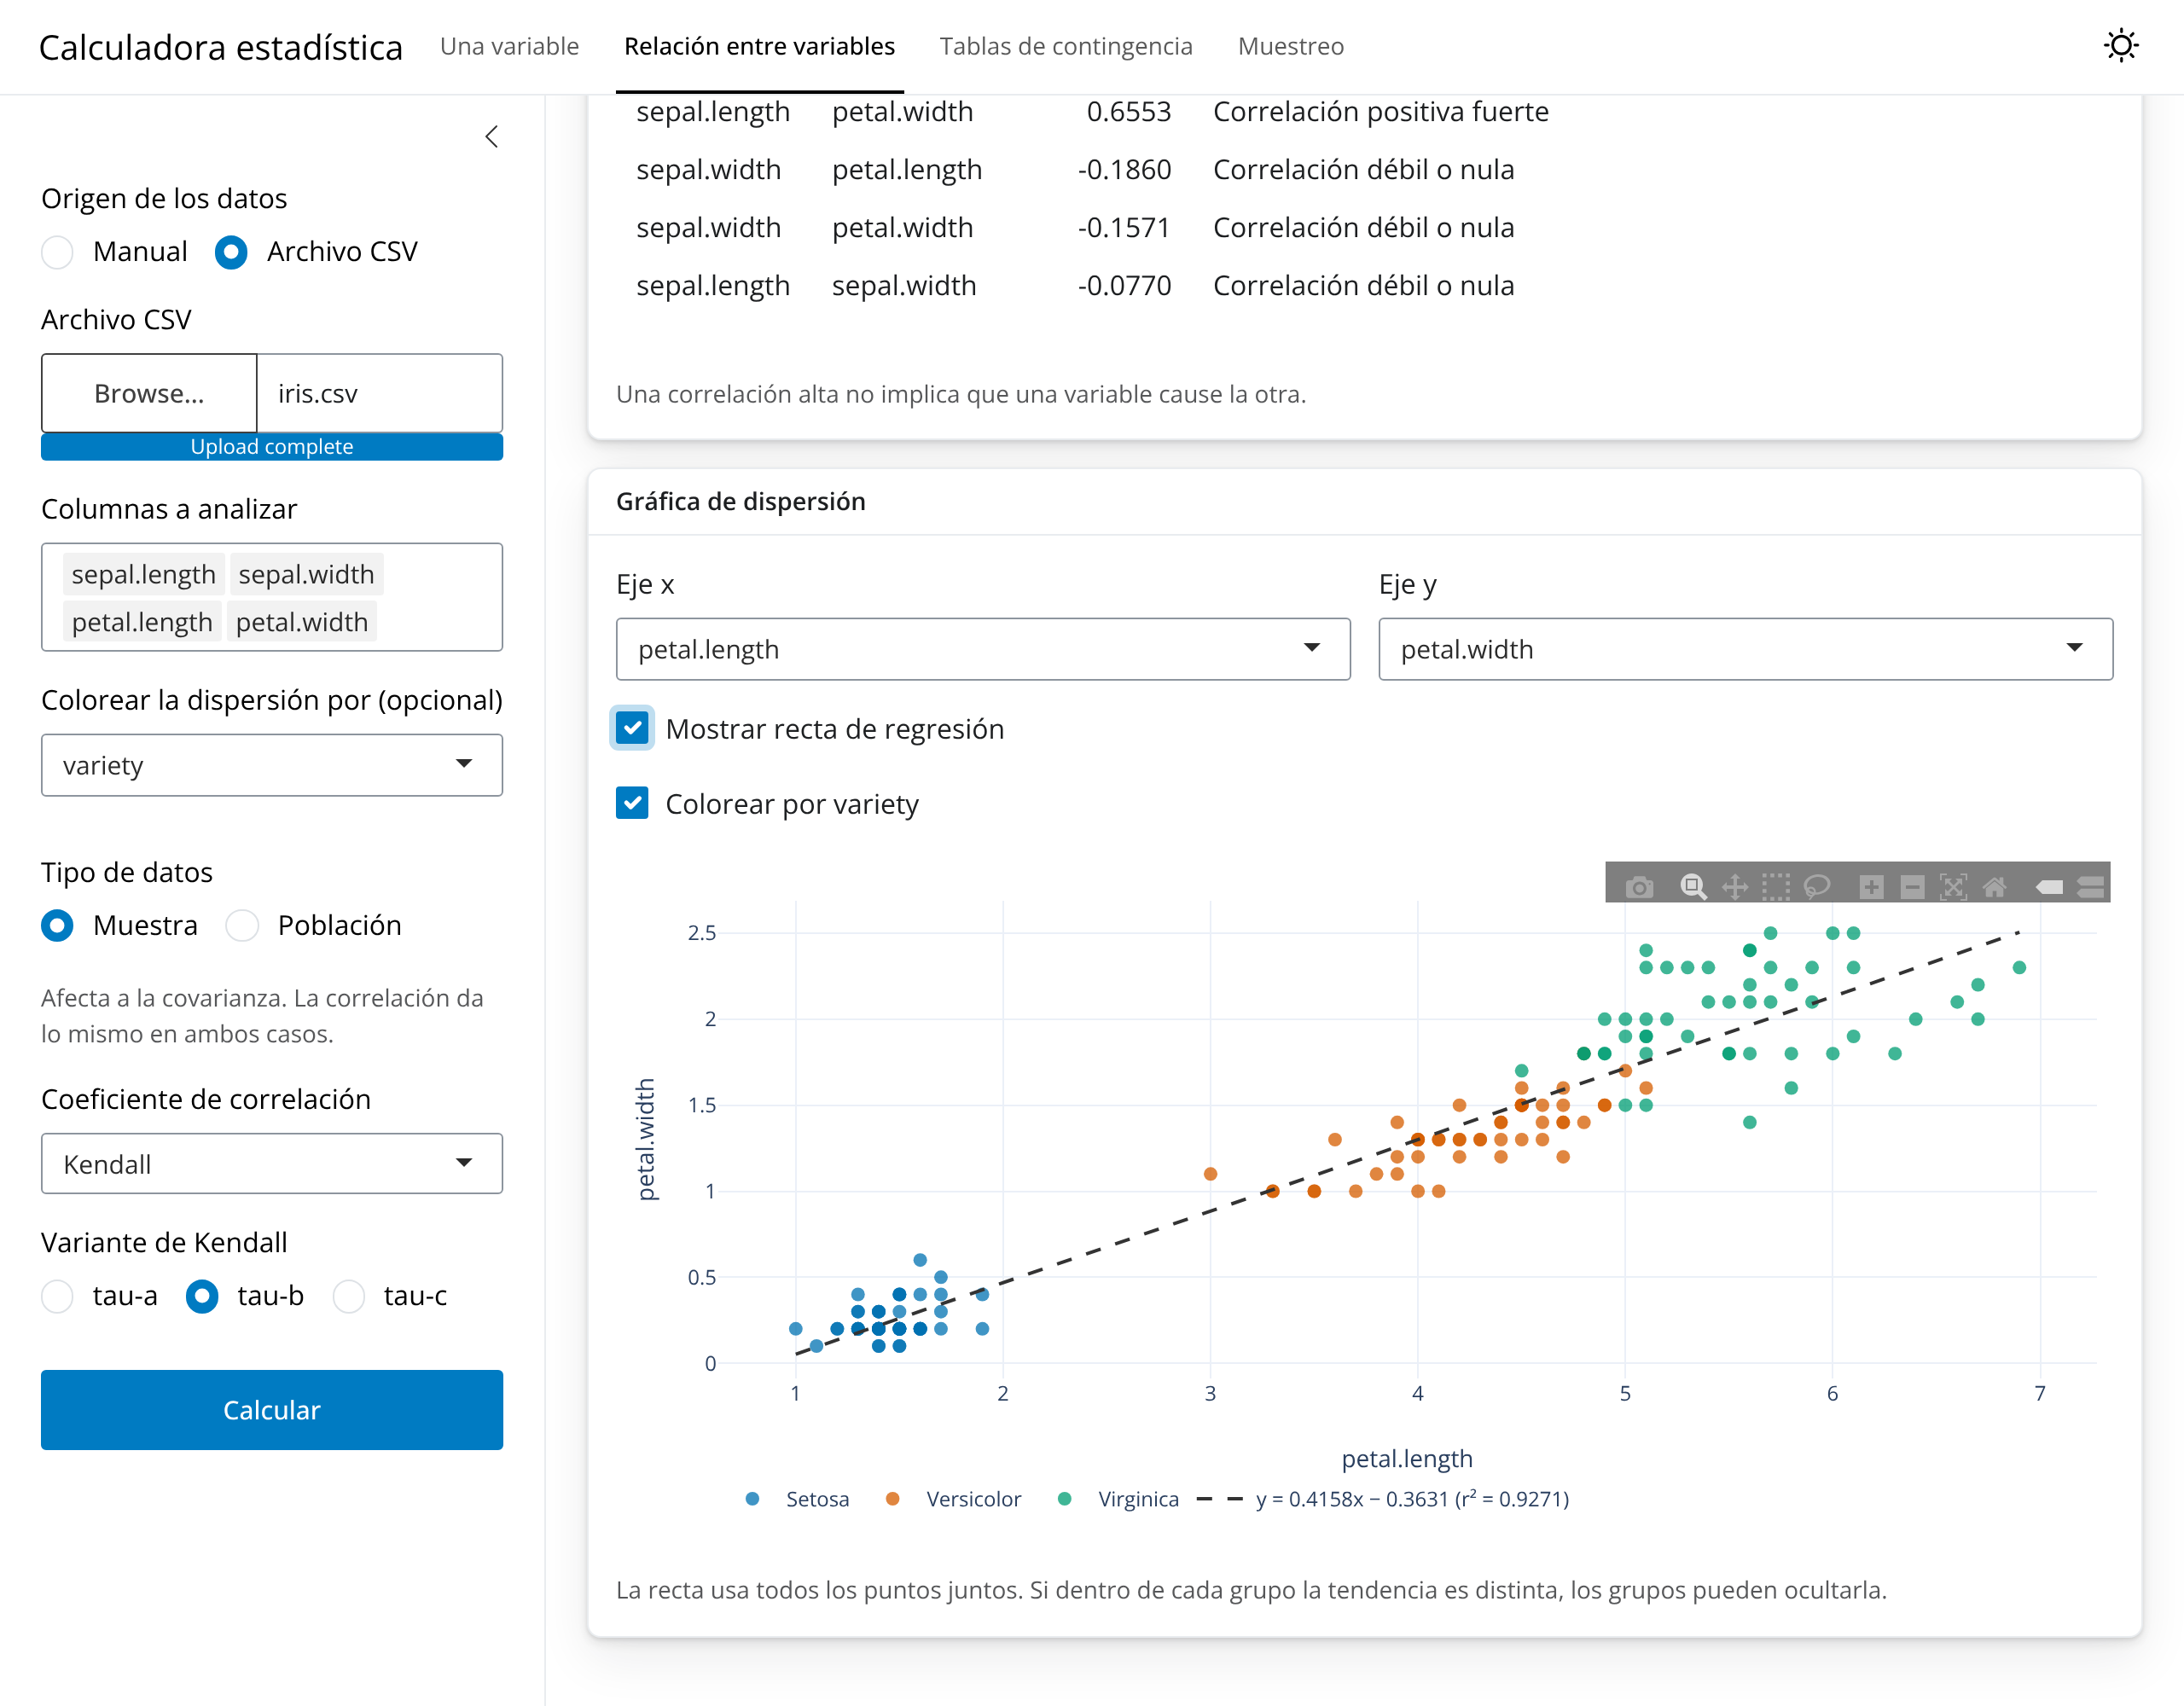 Calculadora estadística Una variable Relación entre variables Tablas de contingencia Muestreo
Origen de los datos
Manual Archivo CSV
Archivo CSV
Browse... iris.csv
Upload complete
Columnas a analizar
sepal.length sepal.width
petal.length petal.width
Colorear la dispersión por (opcional)
variety
Tipo de datos
Muestra Población
Afecta a la covarianza. La correlación da
lo mismo en ambos casos.
Coeficiente de correlación
Kendall
Variante de Kendall
tau-a tau-b tau-c
Calcular
sepal.length petal.width 0.6553 Correlación positiva fuerte
sepal.width petal.length -0.1860 Correlación débil o nula
sepal.width petal.width -0.1571 Correlación débil o nula
sepal.length sepal.width -0.0770 Correlación débil o nula
Una correlación alta no implica que una variable cause la otra.
Gráfica de dispersión
Eje x Eje y
petal.length petal.width
Mostrar recta de regresión
Colorear por variety
2.5
2
1.5
1
0.5
0
petal.width
1 2 3 4 5 6 7
petal.length
Setosa Versicolor Virginica y = 0.4158x − 0.3631 (r² = 0.9271)
La recta usa todos los puntos juntos. Si dentro de cada grupo la tendencia es distinta, los grupos pueden ocultarla.